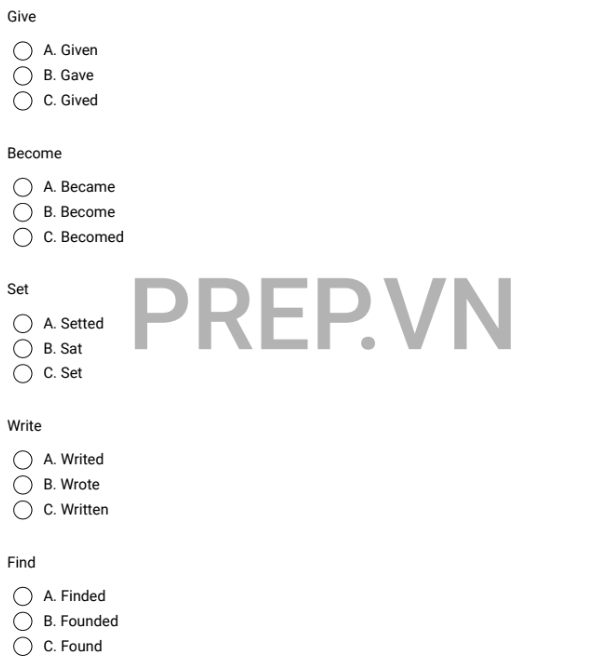 Give
A. Given
B. Gave
C. Gived
Become
A. Became
B. Become
C. Becomed
Set
A. Setted
B. Sat
C. Set
PREP.VN
Write
A. Writed
B. Wrote
C. Written
Find
A. Finded
B. Founded
C. Found